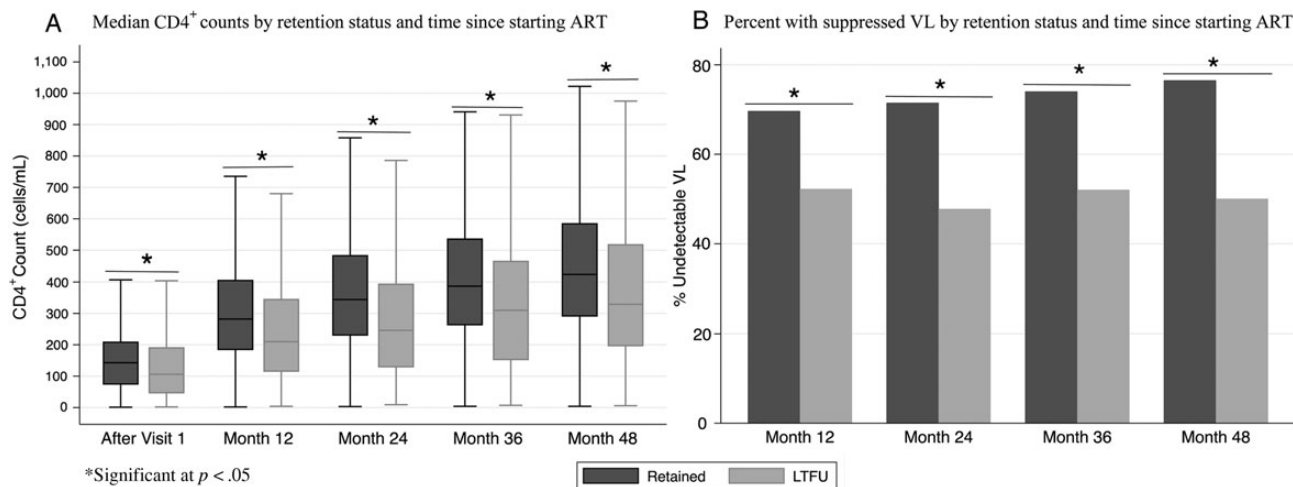 A Median CD4⁺ counts by retention status and time since starting ART
CD4⁺ Count (cells/mL)
1,100
1,000
900
800
700
600
500
400
300
200
100
0
* * * * *
After Visit 1 Month 12 Month 24 Month 36 Month 48
*Significant at p < .05
B Percent with suppressed VL by retention status and time since starting ART
% Undetectable VL
80
60
40
20
0
* * * *
Month 12 Month 24 Month 36 Month 48
Retained LTFU